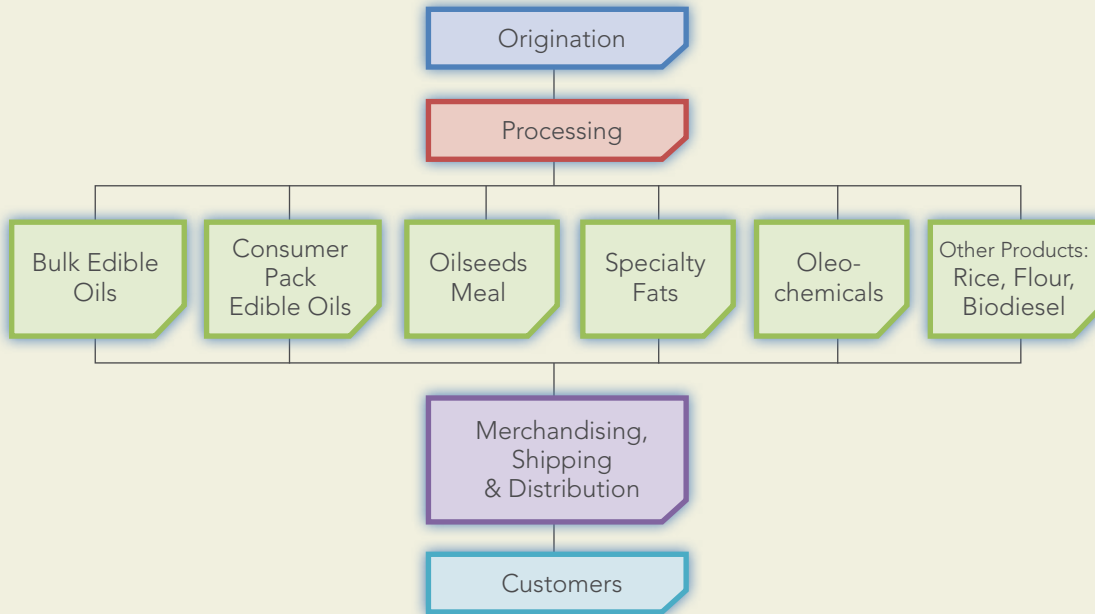 Origination
Processing
Bulk Edible
Oils
Consumer
Pack
Edible Oils
Oilseeds
Meal
Specialty
Fats
Oleo-
chemicals
Other Products:
Rice, Flour,
Biodiesel
Merchandising,
Shipping
& Distribution
Customers